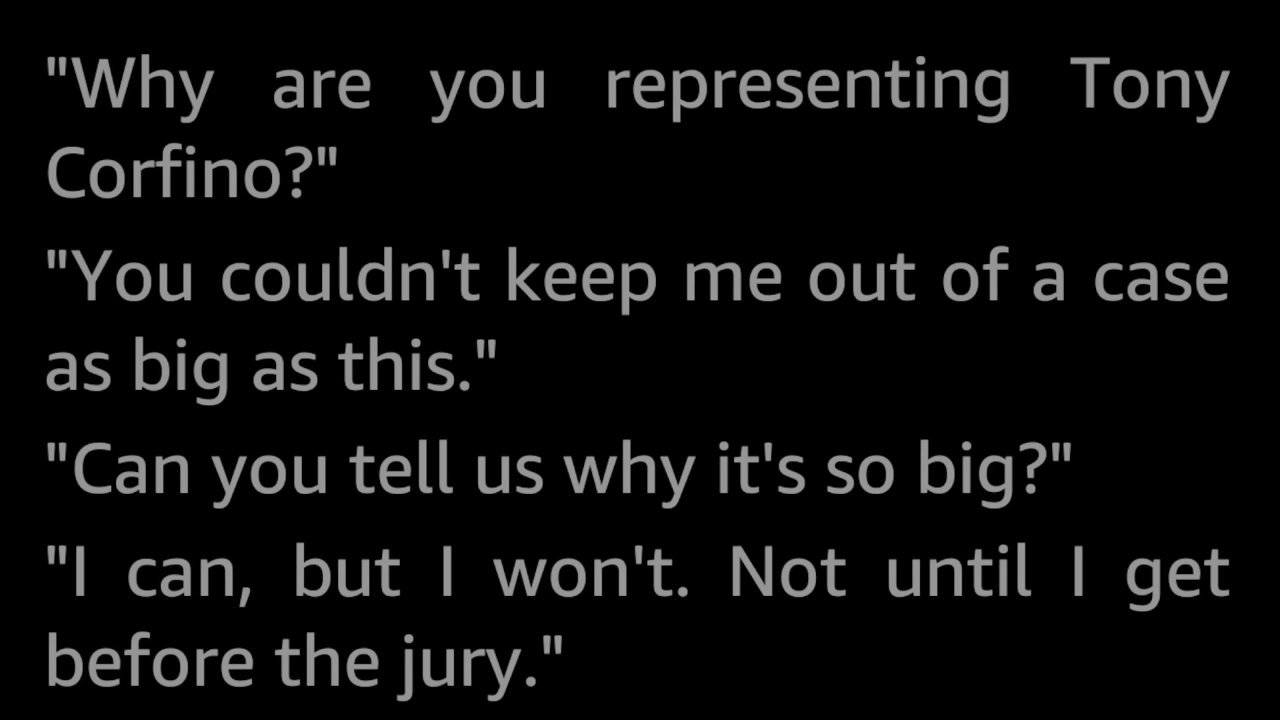 "Why are you representing Tony
Corfino?"
"You couldn't keep me out of a case
as big as this."
"Can you tell us why it's so big?"
"I can, but I won't. Not until I get
before the jury."